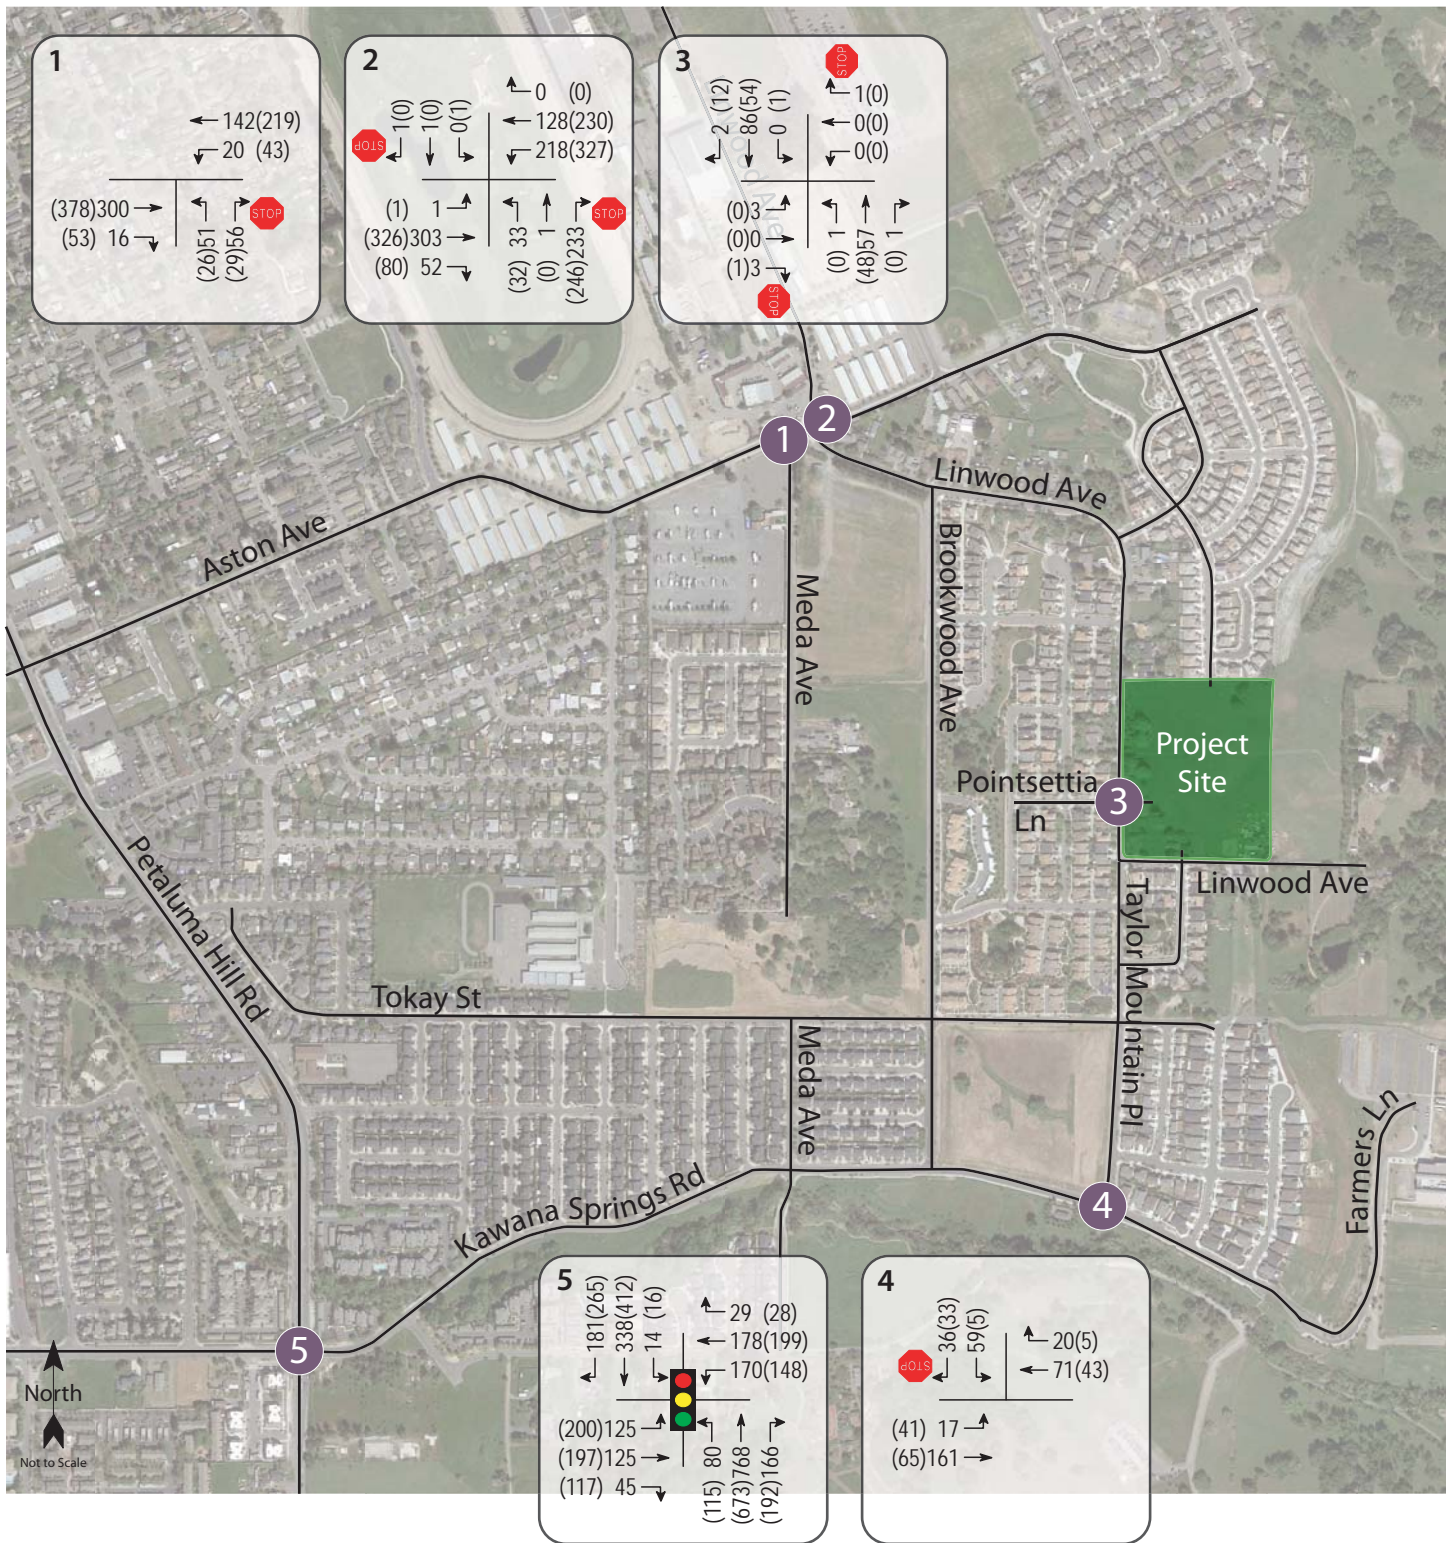 1
142(219)
20 (43)
(378)300
(53) 16
(26)51
(29)56
STOP
2
STOP
1(0)
1(0)
0(1)
0 (0)
128(230)
218(327)
(1) 1
(326)303
(80) 52
(32) 33
(0) 1
(246)233
STOP
3
STOP
2 (12)
86(54)
0 (1)
1(0)
0(0)
0(0)
(0)3
(0)0
(1)3
(0) 1
(48)57
(0) 1
STOP
1
2
Linwood Ave
Aston Ave
Brookwood Ave
Meda Ave
Project
Site
Pointsettia
Ln
3
Linwood Ave
Petaluma Hill Rd
Taylor Mountain Pl
Tokay St
Meda Ave
Farmers Ln
Kawana Springs Rd
4
5
North
Not to Scale
5
181(265)
338(412)
14 (16)
29 (28)
178(199)
170(148)
(200)125
(197)125
(117) 45
(115) 80
(673)768
(192)166
4
STOP
36(33)
59(5)
20(5)
71(43)
(41) 17
(65)161